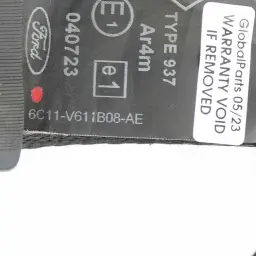 Ford
040723
E1
e1
TYPE 937
Ar4m
6C11-V611B08-AE
GlobalParts 05/23
WARRANTY VOID
IF REMOVED